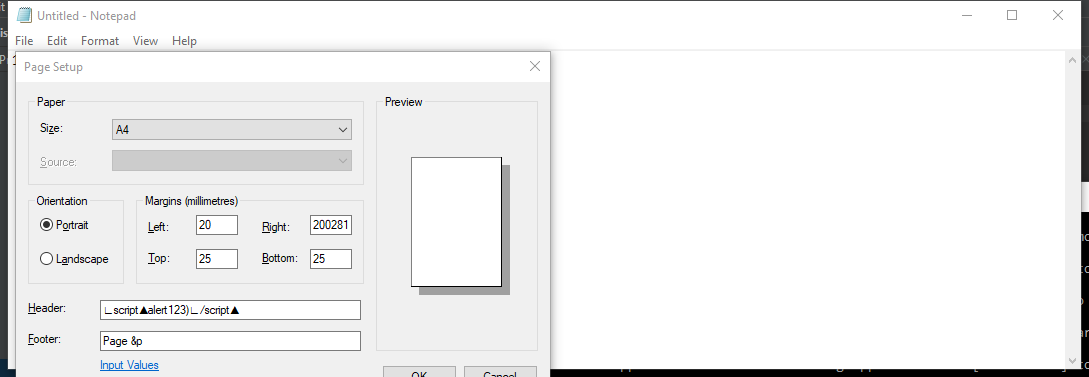 Untitled - Notepad
File Edit Format View Help
Page Setup
Paper
Size: A4
Source:
Preview
Orientation
Portrait
Landscape
Margins (millimetres)
Left: 20 Right: 200281
Top: 25 Bottom: 25
Header: ∟script▲alert123)∟/script▲
Footer: Page &p
Input Values
OK Cancel